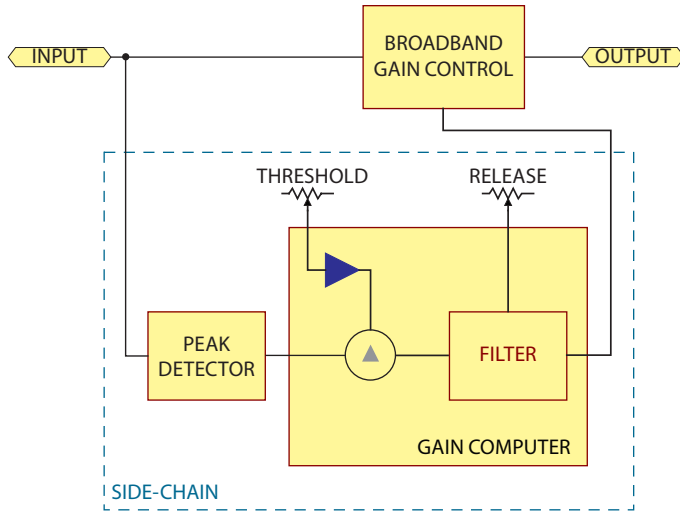 INPUT
BROADBAND
GAIN CONTROL
OUTPUT
THRESHOLD
RELEASE
PEAK
DETECTOR
FILTER
GAIN COMPUTER
SIDE-CHAIN